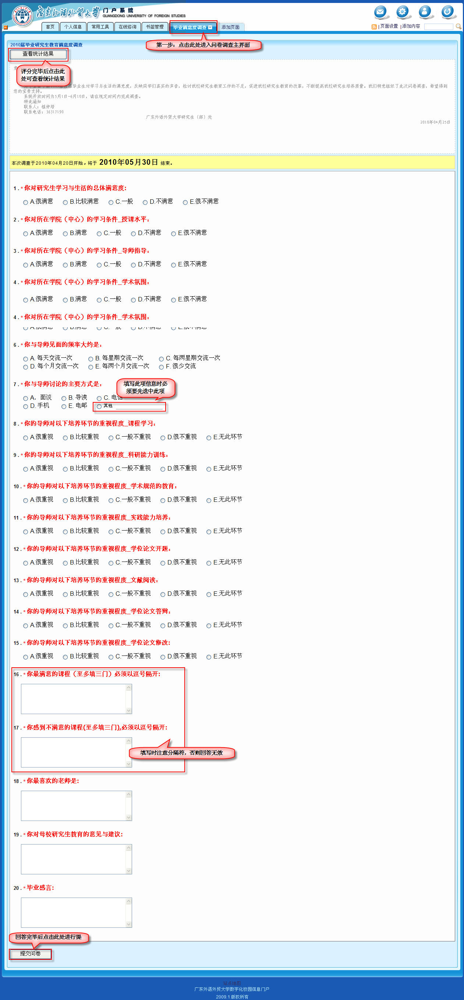 广东外语外贸大学 门户系统
GUANGDONG UNIVERSITY OF FOREIGN STUDIES
首页 个人信息 常用工具 在线咨询 书签管理 毕业满意度调查 添加页面
页面设置 | 添加内容
第一步：点击此处进入问卷调查主界面
2010届毕业研究生教育满意度调查
查看统计结果
评分完毕后点击此
处可查看统计结果
届毕业生对学习与生活的满意度，反映同学们真实的声音，检讨我校研究生教育工作的不足，促进我校研究生教育的改革，不断提高我校研究生培养质量。我们特意组织了此次问卷调查，希望得到
您的宝贵支持。
系统开放时间为5月1日-6月10日，请在规定时间内完成调查。
特此通知
联系人：植仲培
联系电话：36317190
广东外语外贸大学研究生（部）处
2010年04月25日
本次调查于2010年04月20日开始，将于 2010年05月30日 结束。
1 . * 你对研究生学习与生活的总体满意度:
A.很满意 B.比较满意 C.一般 D.不满意 E.很不满意
2 . * 你对所在学院（中心）的学习条件_授课水平：
A.很满意 B.满意 C.一般 D.不满意 E.很不满意
3 . * 你对所在学院（中心）的学习条件_导师指导：
A.很满意 B.满意 C.一般 D.不满意 E.很不满意
4 . * 你对所在学院（中心）的学习条件_学术氛围：
A.很满意 B.满意 C.一般 D.不满意 E.很不满意
4 . * 你对所在学院（中心）的学习条件_学术氛围：
A.很满意 B.满意 C.一般 D.不满意 E.很不满意
6 . * 你与导师见面的频率大约是：
A. 每天交流一次 B. 每星期交流一次 C. 每两星期交流一次
D. 每个月交流一次 E. 每两个月交流一次 F. 很少交流
7 . * 你与导师讨论的主要方式是：
填写此项信息时必
须要先选中此项
A. 面谈 B. 导读 C. 电话
D. 手机 E. 电邮 其他
8 . * 你的导师对以下培养环节的重视程度_课程学习：
A.很重视 B.比较重视 C.一般不重视 D.很不重视 E.无此环节
9 . * 你的导师对以下培养环节的重视程度_科研能力训练：
A.很重视 B.比较重视 C.一般不重视 D.很不重视 E.无此环节
10 . * 你的导师对以下培养环节的重视程度_学术规范的教育：
A.很重视 B.比较重视 C.一般不重视 D.很不重视 E.无此环节
11 . * 你的导师对以下培养环节的重视程度_实践能力培养：
A.很重视 B.比较重视 C.一般不重视 D.很不重视 E.无此环节
12 . * 你的导师对以下培养环节的重视程度_学位论文开题：
A.很重视 B.比较重视 C.一般不重视 D.很不重视 E.无此环节
13 . * 你的导师对以下培养环节的重视程度_文献阅读：
A.很重视 B.比较重视 C.一般不重视 D.很不重视 E.无此环节
14 . * 你的导师对以下培养环节的重视程度_学位论文答辩：
A.很重视 B.比较重视 C.一般不重视 D.很不重视 E.无此环节
15 . * 你的导师对以下培养环节的重视程度_学位论文修改:
A.很重视 B.比较重视 C.一般不重视 D.很不重视 E.无此环节
16 . * 你最满意的课程（至多填三门）必须以逗号隔开:
17 . * 你感到不满意的课程(至多填三门),必须以逗号隔开:
填写时注意分隔符，否则回答无效
18 . * 你最喜欢的老师是:
19 . * 你对母校研究生教育的意见与建议:
20 . * 毕业感言:
回答完毕后点击此处进行提
提交问卷
站点地图
广东外语外贸大学数字化校园信息门户
2009.1 版权所有